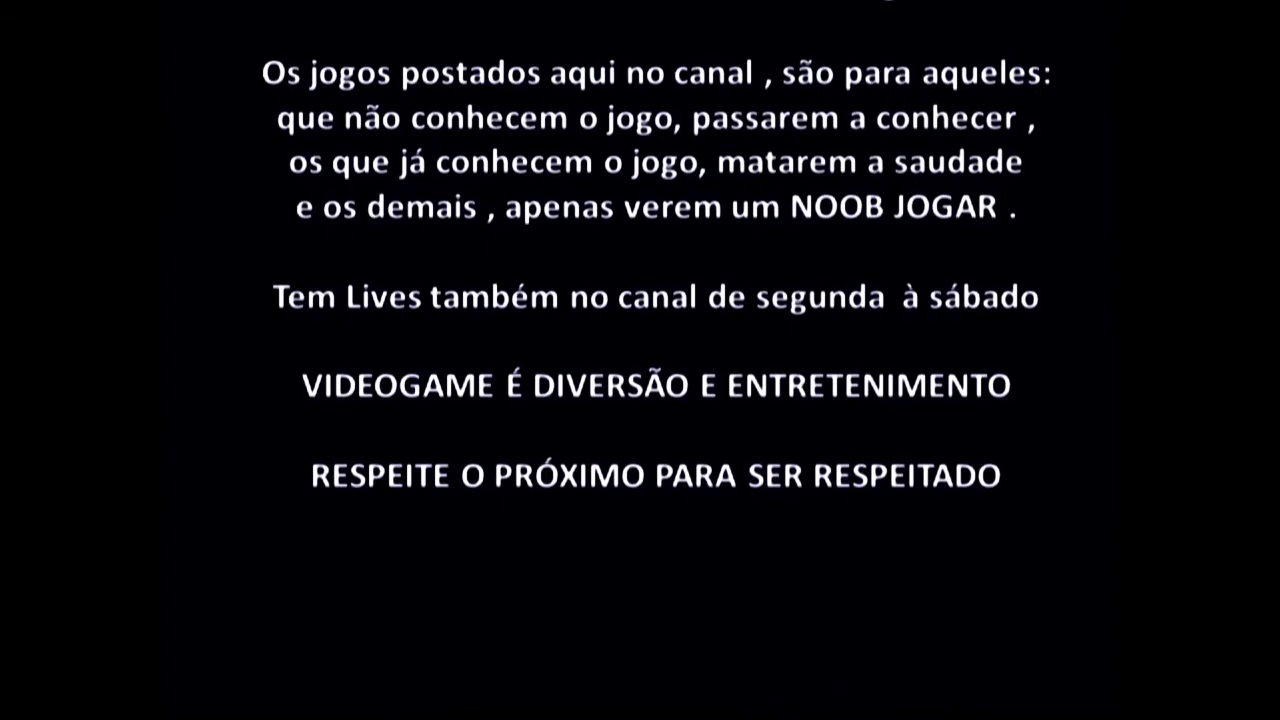 Os jogos postados aqui no canal , são para aqueles:
que não conhecem o jogo, passarem a conhecer ,
os que já conhecem o jogo, matarem a saudade
e os demais , apenas verem um NOOB JOGAR .
Tem Lives também no canal de segunda à sábado
VIDEOGAME É DIVERSÃO E ENTRETENIMENTO
RESPEITE O PRÓXIMO PARA SER RESPEITADO